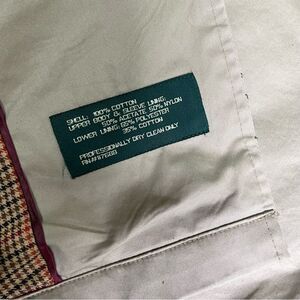 SHELL: 100% COTTON
UPPER BODY & SLEEVE LINING:
50% ACETATE 50% NYLON
LOWER LINING: 65% POLYESTER
35% COTTON
PROFESSIONALLY DRY CLEAN ONLY